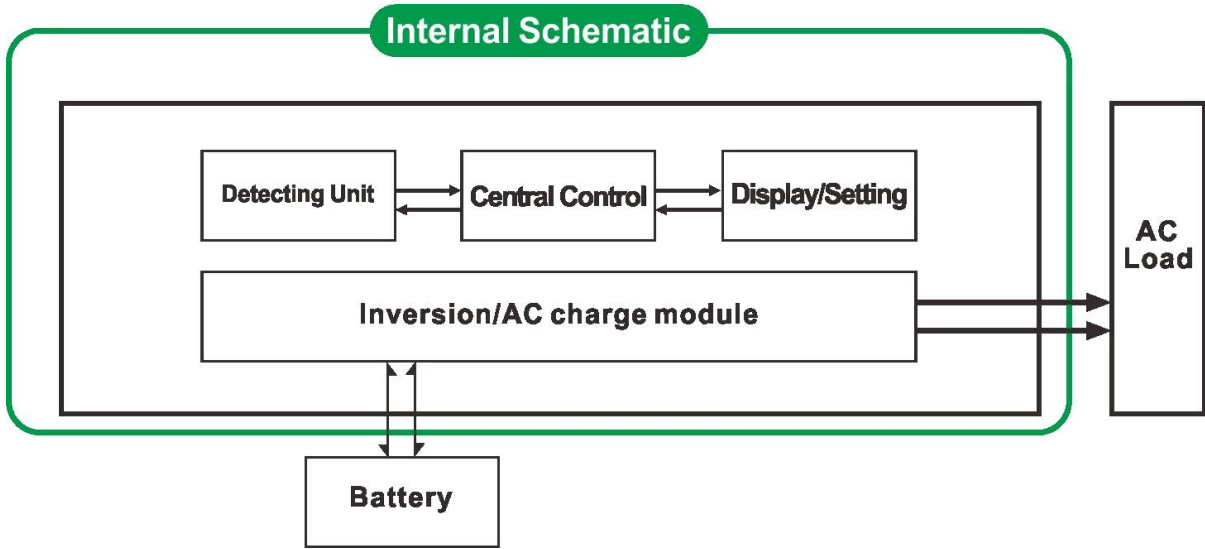 Internal Schematic
Detecting Unit
Central Control
Display/Setting
AC
Load
Inversion/AC charge module
Battery